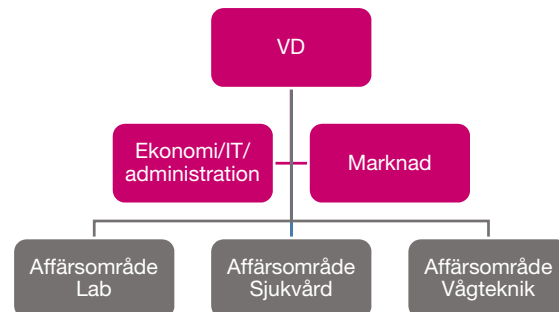 VD
Ekonomi/IT/
administration
Marknad
Affärsområde
Lab
Affärsområde
Sjukvård
Affärsområde
Vågteknik